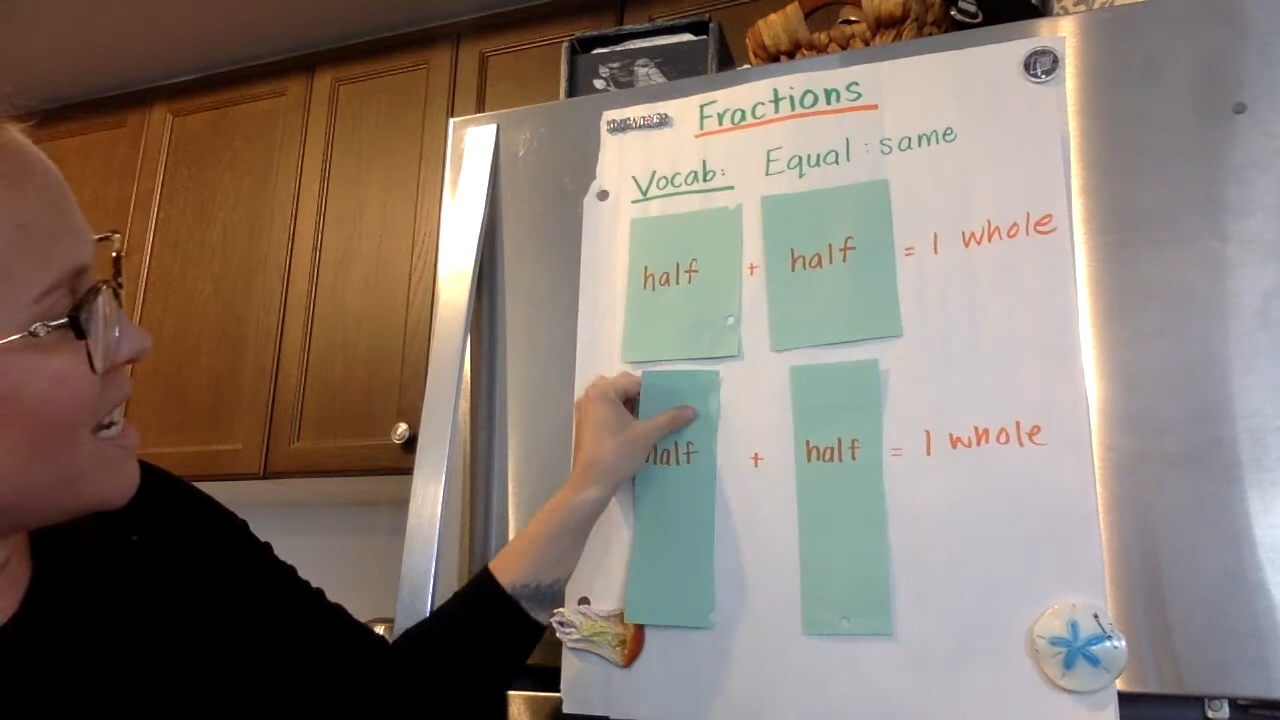 Fractions
Vocab: Equal: same
half + half = 1 whole
half + half = 1 whole